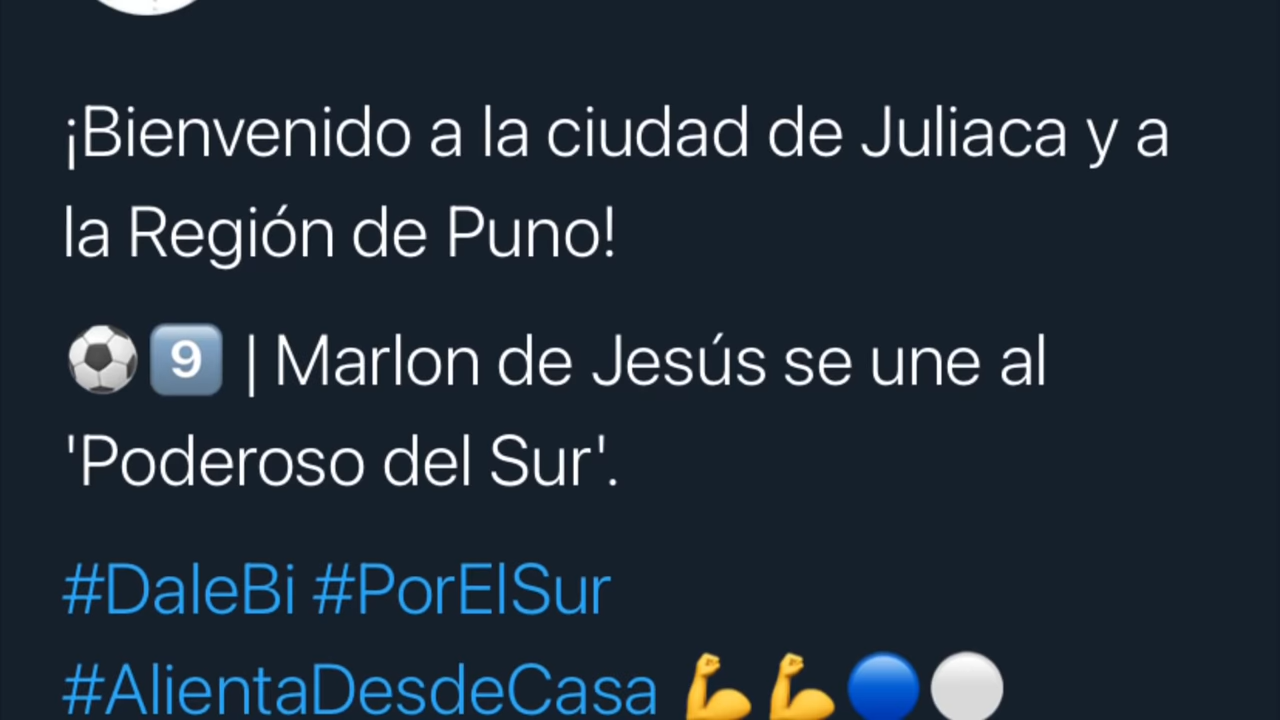 ¡Bienvenido a la ciudad de Juliaca y a
la Región de Puno!
⚽9️⃣ | Marlon de Jesús se une al
'Poderoso del Sur'.
#DaleBi #PorElSur
#AlientaDesdeCasa 💪💪🔵⚪